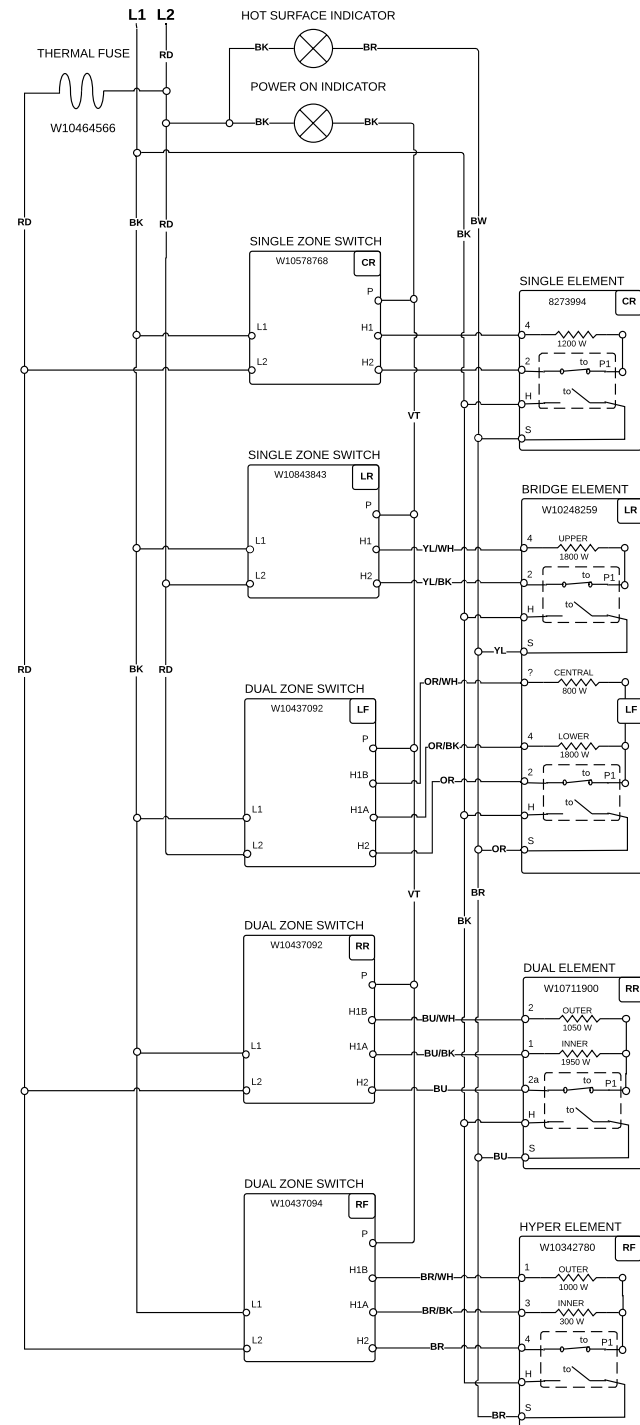 L1 L2
HOT SURFACE INDICATOR
BK BR
RD
THERMAL FUSE
POWER ON INDICATOR
BK BK
W10464566
RD BK RD BW
BK
SINGLE ZONE SWITCH
W10578768 CR
P
L1 H1
L2 H2
SINGLE ELEMENT
8273994 CR
4
1200 W
2 to P1
H to
S
VT
SINGLE ZONE SWITCH
W10843843 LR
P
L1 H1 YL/WH
L2 H2 YL/BK
BRIDGE ELEMENT
W10248259 LR
4 UPPER
1800 W
2 to P1
H to
YL S
RD BK RD
OR/WH ? CENTRAL
800 W
LF
OR/BK 4 LOWER
1800 W
OR 2 to P1
H to
OR S
DUAL ZONE SWITCH
W10437092 LF
P
H1B
L1 H1A
L2 H2
VT BR
BK
DUAL ZONE SWITCH
W10437092 RR
P
H1B BU/WH
L1 H1A BU/BK
L2 H2 BU
DUAL ELEMENT
W10711900 RR
2 OUTER
1050 W
1 INNER
1950 W
2a to P1
H to
BU S
DUAL ZONE SWITCH
W10437094 RF
P
H1B BR/WH
L1 H1A BR/BK
L2 H2 BR
HYPER ELEMENT
W10342780 RF
1 OUTER
1000 W
3 INNER
300 W
4 to P1
H to
BR S